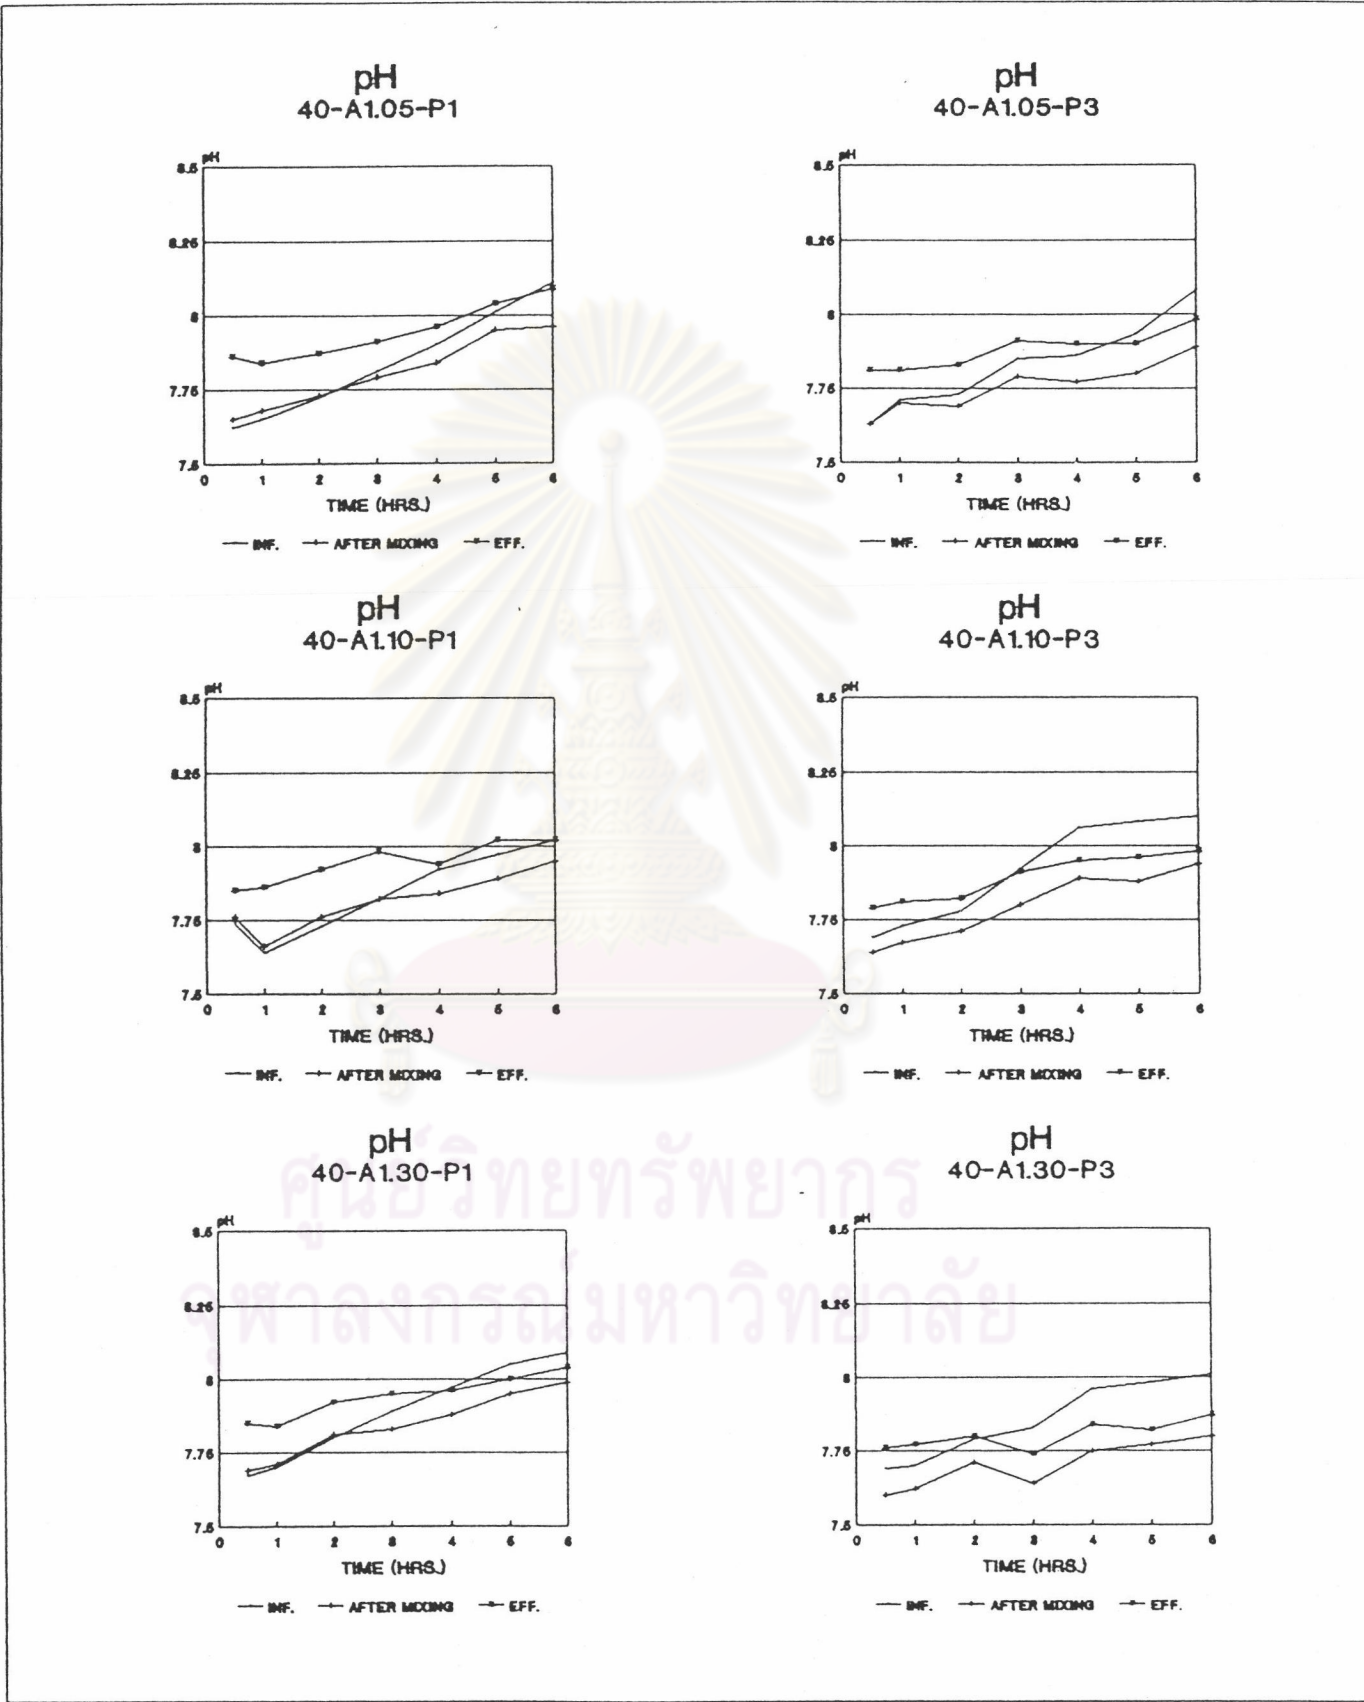 pH
40-A1.05-P1
pH
8.5
8.25
8
7.75
7.5
0 1 2 3 4 5 6
TIME (HRS.)
INF. AFTER MIXING EFF.
pH
40-A1.05-P3
pH
8.5
8.25
8
7.75
7.5
0 1 2 3 4 5 6
TIME (HRS.)
INF. AFTER MIXING EFF.
pH
40-A1.10-P1
pH
8.5
8.25
8
7.75
7.5
0 1 2 3 4 5 6
TIME (HRS.)
INF. AFTER MIXING EFF.
pH
40-A1.10-P3
pH
8.5
8.25
8
7.75
7.5
0 1 2 3 4 5 6
TIME (HRS.)
INF. AFTER MIXING EFF.
pH
40-A1.30-P1
pH
8.5
8.25
8
7.75
7.5
0 1 2 3 4 5 6
TIME (HRS.)
INF. AFTER MIXING EFF.
pH
40-A1.30-P3
pH
8.5
8.25
8
7.75
7.5
0 1 2 3 4 5 6
TIME (HRS.)
INF. AFTER MIXING EFF.
ศูนย์วิทยทรัพยากร
จุฬาลงกรณ์มหาวิทยาลัย